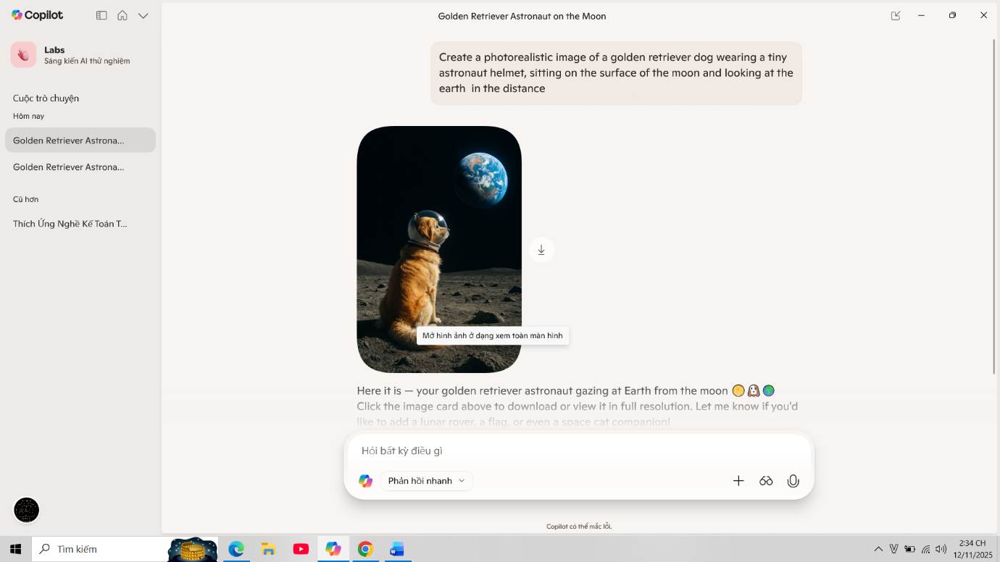 Copilot
Golden Retriever Astronaut on the Moon
Labs
Sáng kiến AI thử nghiệm
Cuộc trò chuyện
Hôm nay
Golden Retriever Astrona...
Golden Retriever Astrona...
Cũ hơn
Thích Ứng Nghề Kế Toán T...
Create a photorealistic image of a golden retriever dog wearing a tiny
astronaut helmet, sitting on the surface of the moon and looking at the
earth  in the distance
Mở hình ảnh ở dạng xem toàn màn hình
Here it is — your golden retriever astronaut gazing at Earth from the moon 🌕🐶🌍
Click the image card above to download or view it in full resolution. Let me know if you'd
like to add a lunar rover, a flag, or even a space cat companion!
Hỏi bất kỳ điều gì
Phản hồi nhanh
Copilot có thể mắc lỗi.
Tìm kiếm
2:34 CH
12/11/2025